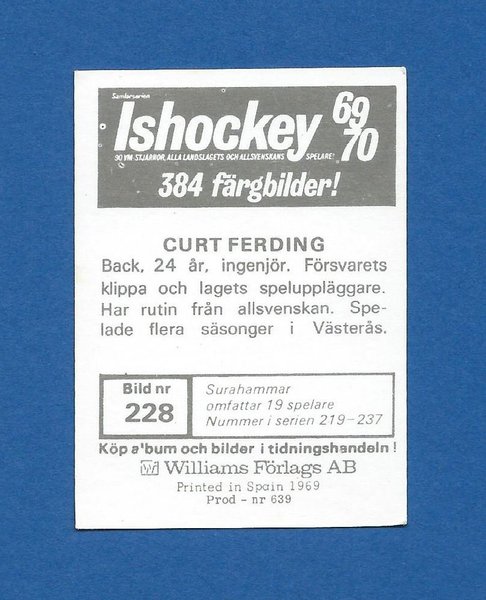 Samlarserien
Ishockey 69
70
90 VM-STJÄRNOR, ALLA LANDSLAGETS OCH ALLSVENSKANS SPELARE!
384 färgbilder!
CURT FERDING
Back, 24 år, ingenjör. Försvarets
klippa och lagets speluppläggare.
Har rutin från allsvenskan. Spe-
lade flera säsonger i Västerås.
Bild nr
228
Surahammar
omfattar 19 spelare
Nummer i serien 219–237
Köp album och bilder i tidningshandeln!
W Williams Förlags AB
Printed in Spain 1969
Prod - nr 639